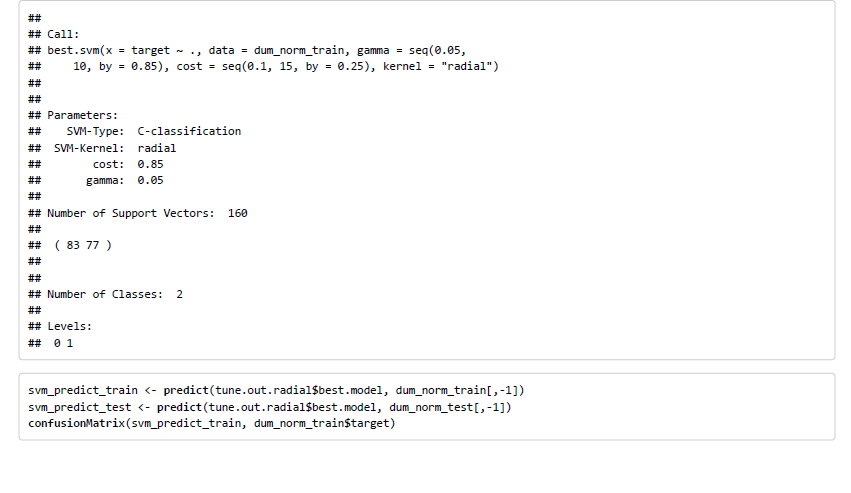 ##
## Call:
## best.svm(x = target ~ ., data = dum_norm_train, gamma = seq(0.05,
##     10, by = 0.85), cost = seq(0.1, 15, by = 0.25), kernel = "radial")
##
##
## Parameters:
##    SVM-Type:  C-classification
##  SVM-Kernel:  radial
##        cost:  0.85
##       gamma:  0.05
##
## Number of Support Vectors:  160
##
##  ( 83 77 )
##
##
## Number of Classes:  2
##
## Levels:
##  0 1
svm_predict_train <- predict(tune.out.radial$best.model, dum_norm_train[,-1])
svm_predict_test <- predict(tune.out.radial$best.model, dum_norm_test[,-1])
confusionMatrix(svm_predict_train, dum_norm_train$target)